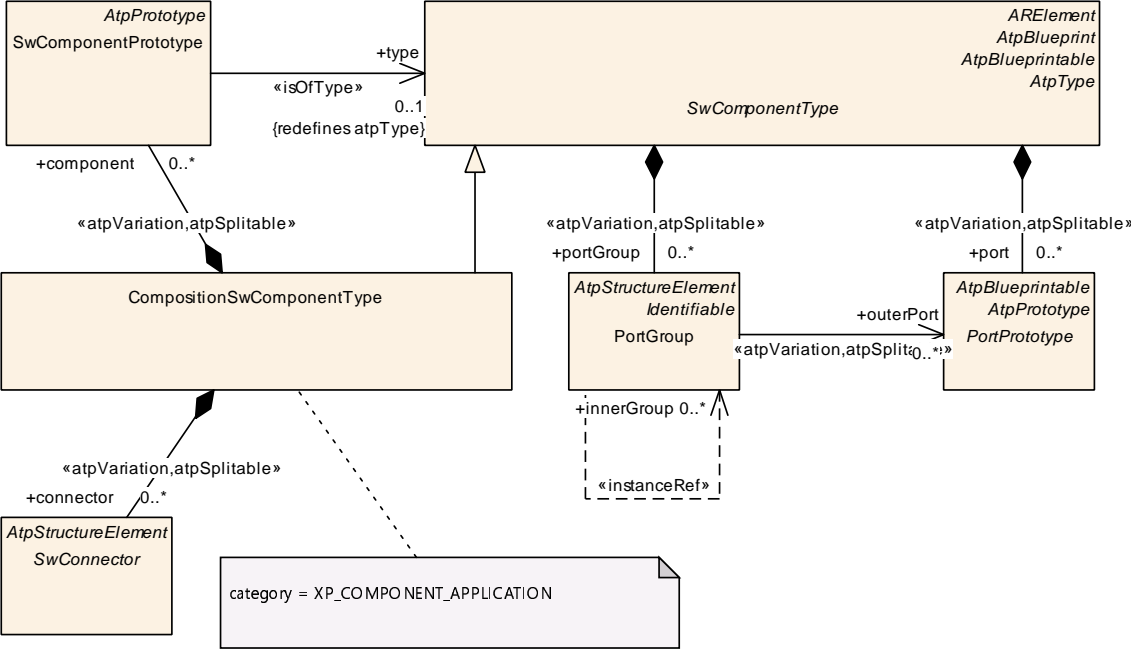 AtpPrototype
SwComponentPrototype
ARElement
AtpBlueprint
AtpBlueprintable
AtpType
SwComponentType
+type
«isOfType»
0..1
{redefines atpType}
+component 0..*
«atpVariation,atpSplitable»
«atpVariation,atpSplitable»
+portGroup 0..*
«atpVariation,atpSplitable»
+port 0..*
CompositionSwComponentType
AtpStructureElement
Identifiable
PortGroup
+outerPort
0..*
AtpBlueprintable
AtpPrototype
PortPrototype
+innerGroup 0..*
«instanceRef»
«atpVariation,atpSplitable»
+connector 0..*
AtpStructureElement
SwConnector
category = XP_COMPONENT_APPLICATION